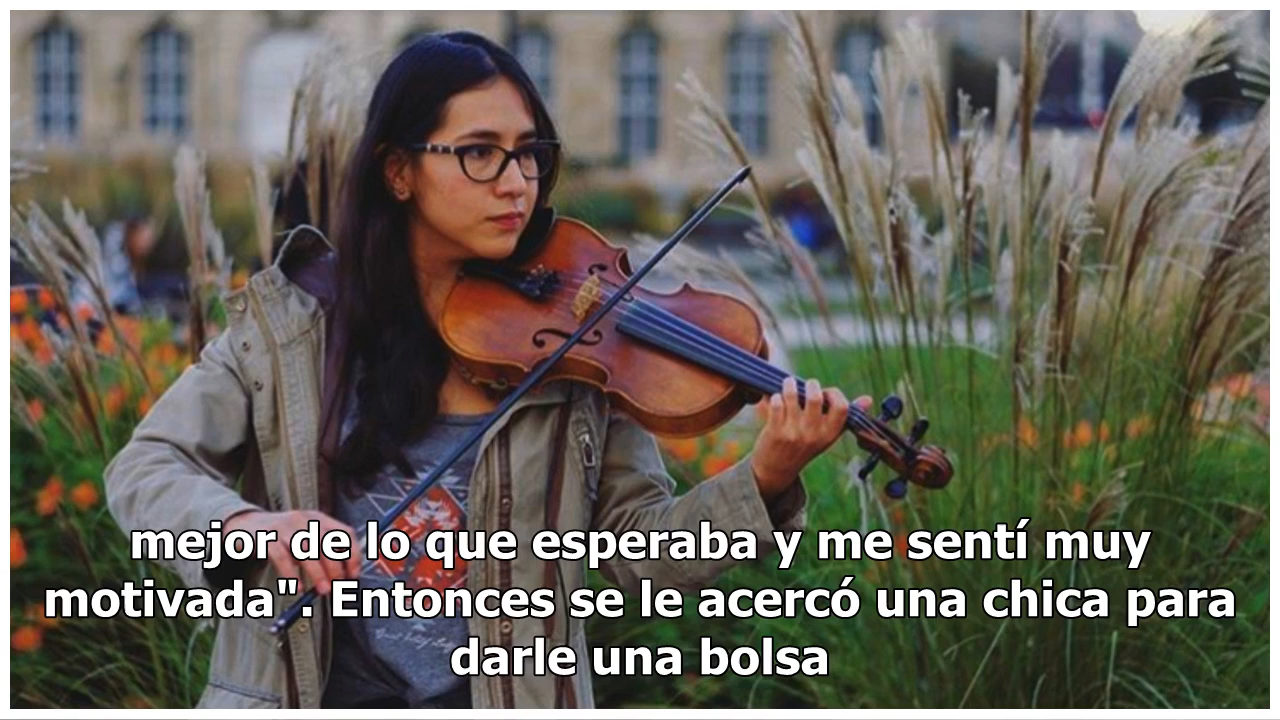 mejor de lo que esperaba y me sentí muy
motivada". Entonces se le acercó una chica para
darle una bolsa